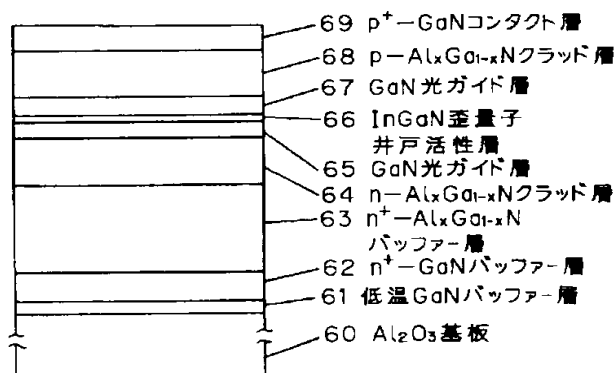 69 p⁺−GaNコンタクト層
68 p−AlxGa1-xNクラッド層
67 GaN光ガイド層
66 InGaN歪量子
井戸活性層
65 GaN光ガイド層
64 n−AlxGa1-xNクラッド層
63 n⁺−AlxGa1-xN
バッファー層
62 n⁺−GaNバッファー層
61 低温GaNバッファー層
60 Al₂O₃基板